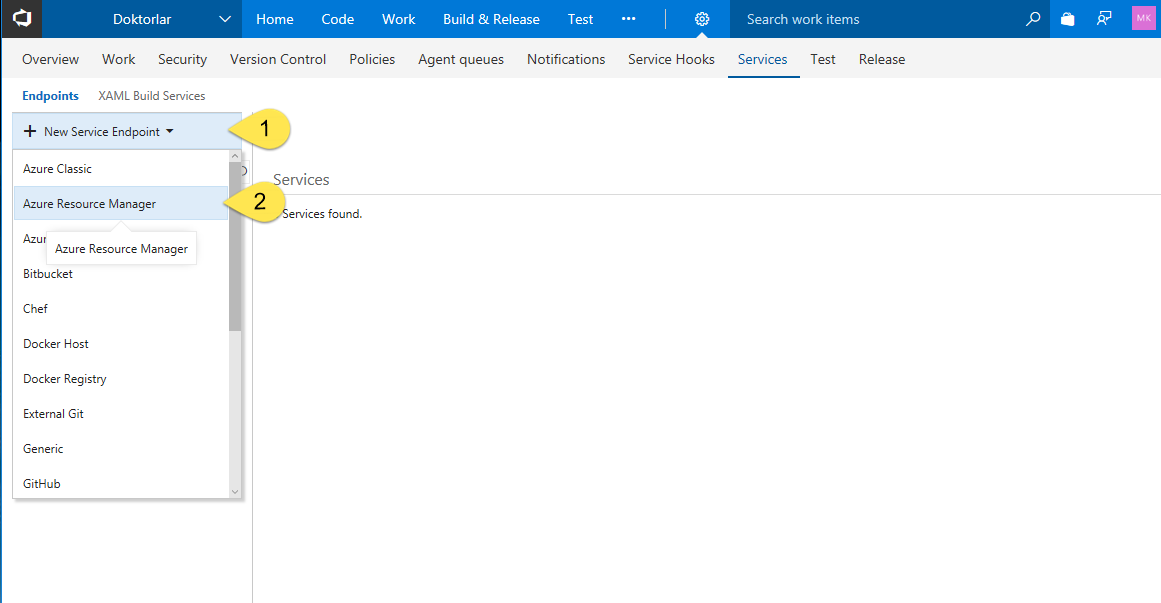 Doktorlar Home Code Work Build & Release Test ... Search work items MK
Overview Work Security Version Control Policies Agent queues Notifications Service Hooks Services Test Release
Endpoints XAML Build Services
+ New Service Endpoint 1
Azure Classic
Services
Azure Resource Manager 2
Services found.
Azur
Azure Resource Manager
Bitbucket
Chef
Docker Host
Docker Registry
External Git
Generic
GitHub